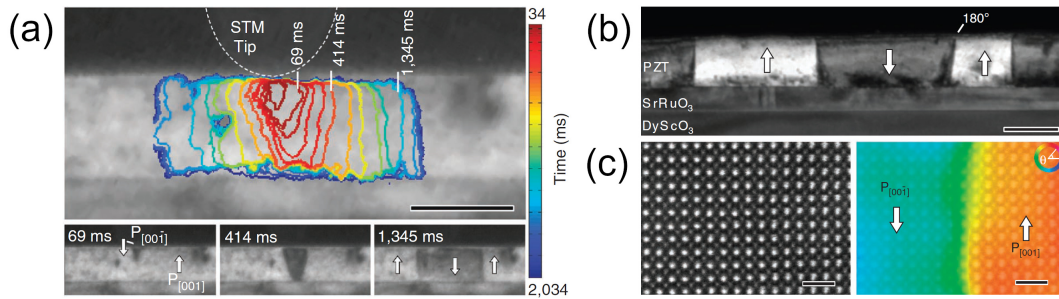 (a)
STM
Tip
69 ms
414 ms
1,345 ms
34
Time (ms)
2,034
69 ms
P[001̄]
P[001]
414 ms
1,345 ms
(b)
180°
PZT
SrRuO₃
DyScO₃
(c)
P[001̄]
P[001]
θ